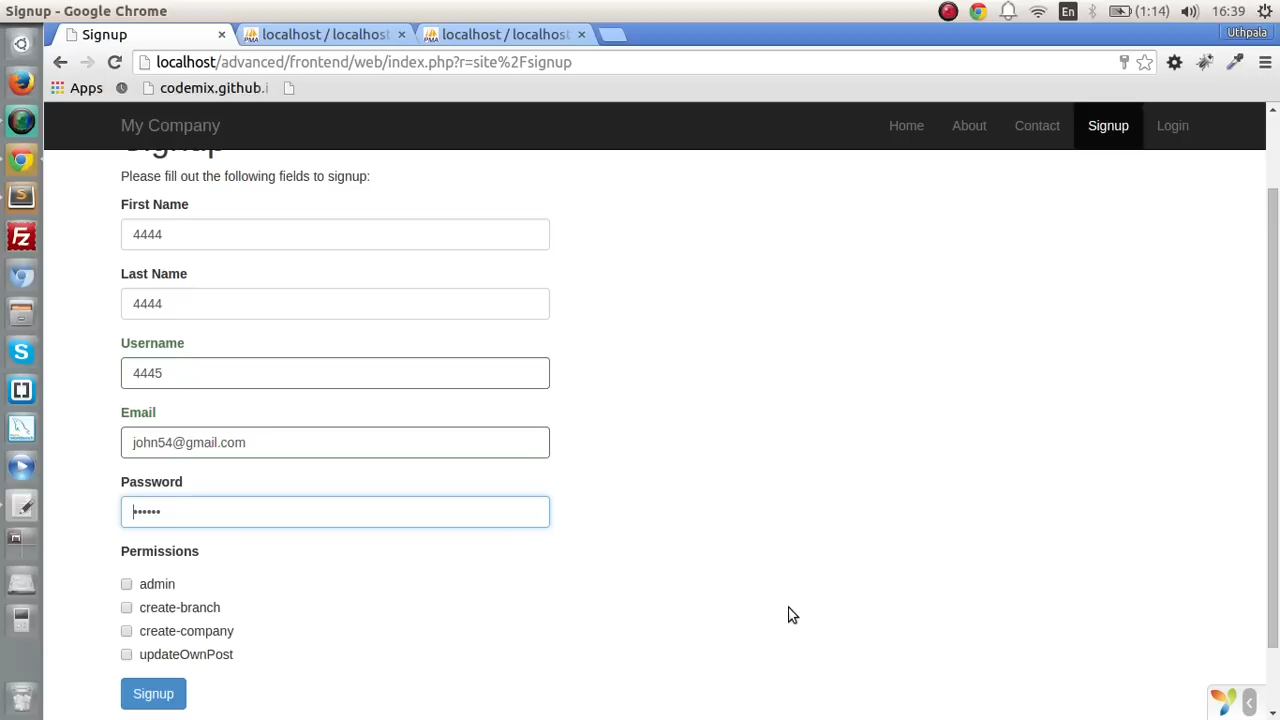 Signup - Google Chrome
En
(1:14)
16:39
Signup
localhost / localhost
localhost / localhost
Uthpala
localhost/advanced/frontend/web/index.php?r=site%2Fsignup
Apps
codemix.github.i
My Company
Home
About
Contact
Signup
Login
Signup
Please fill out the following fields to signup:
First Name
4444
Last Name
4444
Username
4445
Email
john54@gmail.com
Password
••••••
Permissions
admin
create-branch
create-company
updateOwnPost
Signup